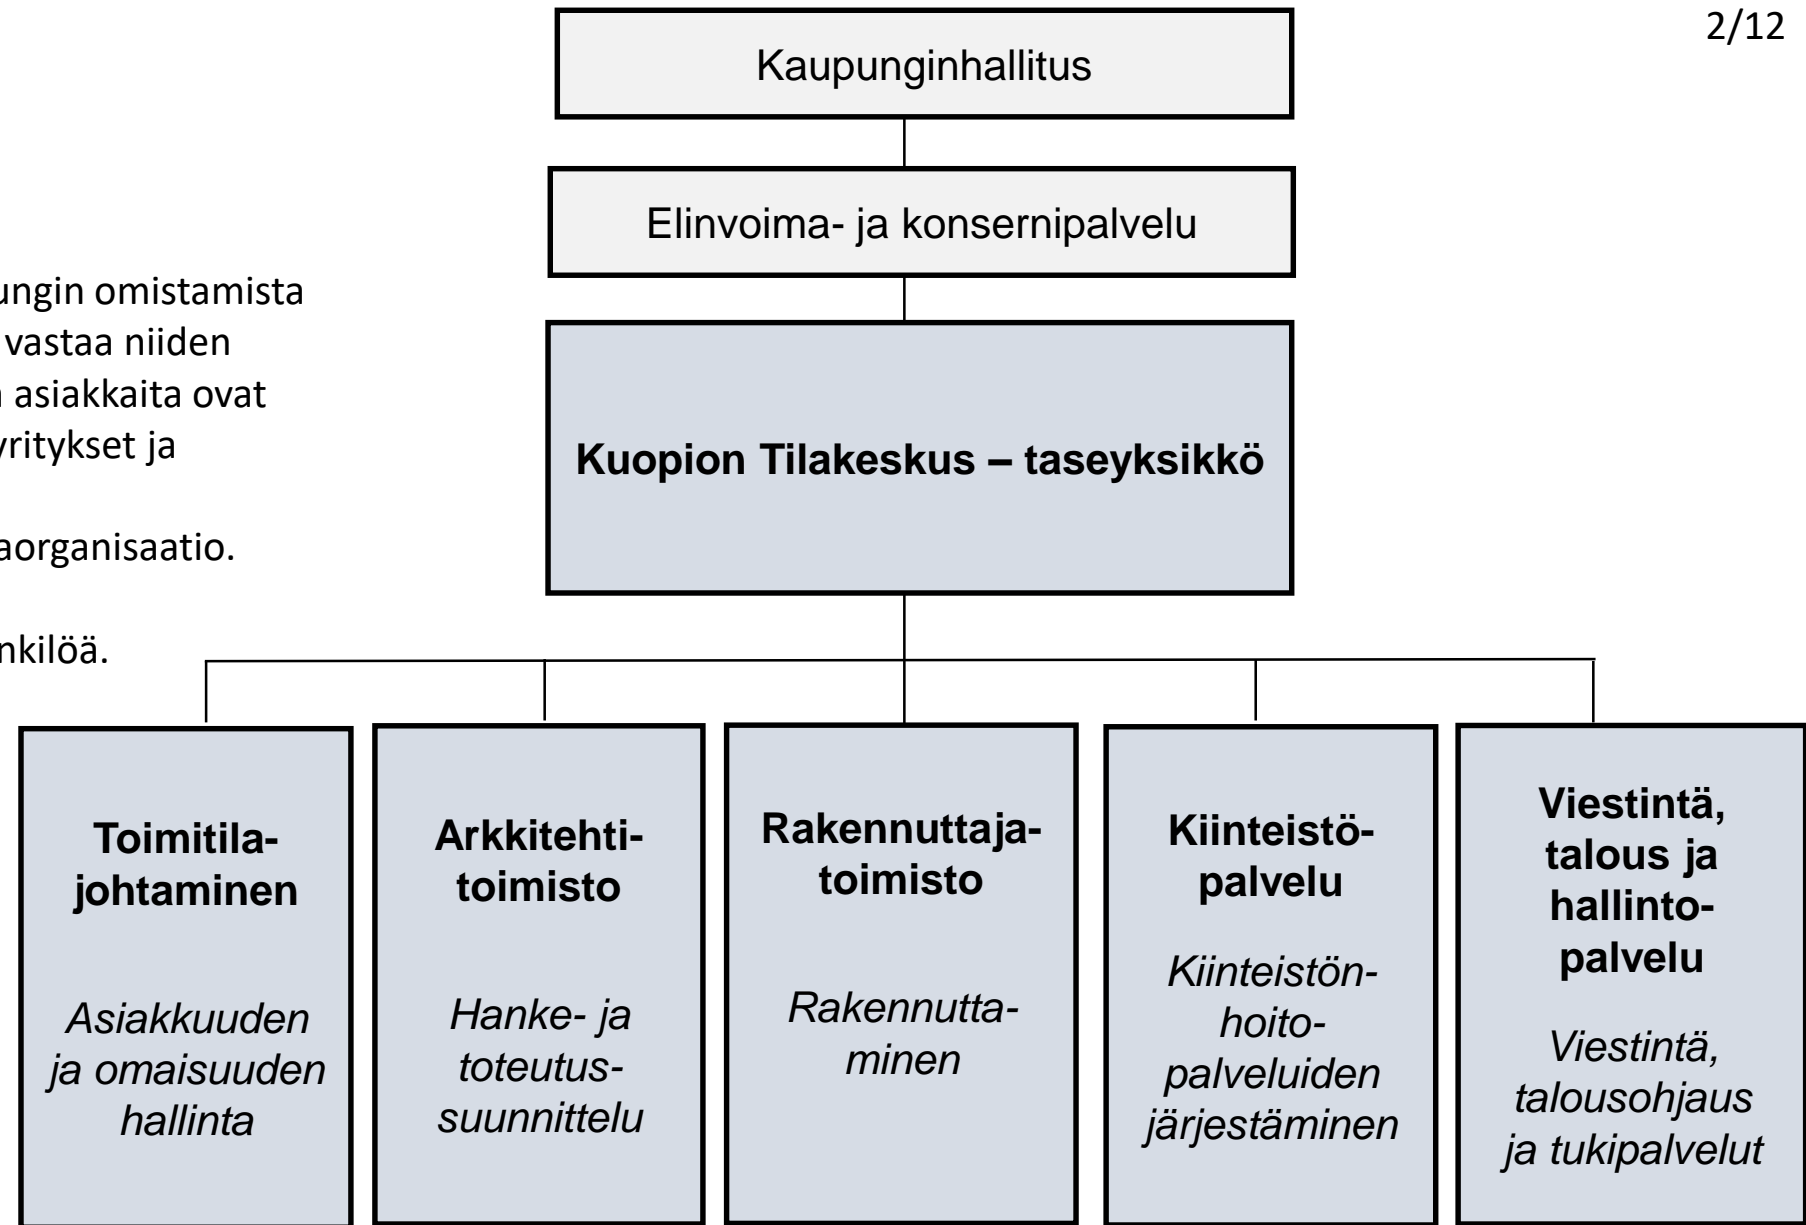 2/12
Kaupunginhallitus
Elinvoima- ja konsernipalvelu
ungin omistamista
vastaa niiden
asiakkaita ovat
yritykset ja
aorganisaatio.
nkilöä.
Kuopion Tilakeskus – taseyksikkö
Toimitila-
johtaminen
Asiakkuuden
ja omaisuuden
hallinta
Arkkitehti-
toimisto
Hanke- ja
toteutus-
suunnittelu
Rakennuttaja-
toimisto
Rakennutta-
minen
Kiinteistö-
palvelu
Kiinteistön-
hoito-
palveluiden
järjestäminen
Viestintä,
talous ja
hallinto-
palvelu
Viestintä,
talousohjaus
ja tukipalvelut